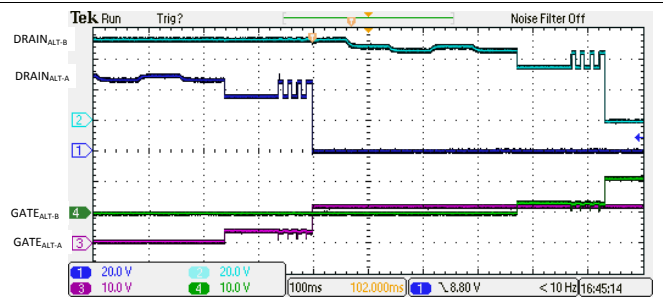 Tek Run Trig? Noise Filter Off
DRAINALT-B
DRAINALT-A
2
1
GATEALT-B 4
GATEALT-A 3
1 20.0 V 2 20.0 V
3 10.0 V 4 10.0 V
100ms 102.000ms
1 \8.80 V <10 Hz 16:45:14